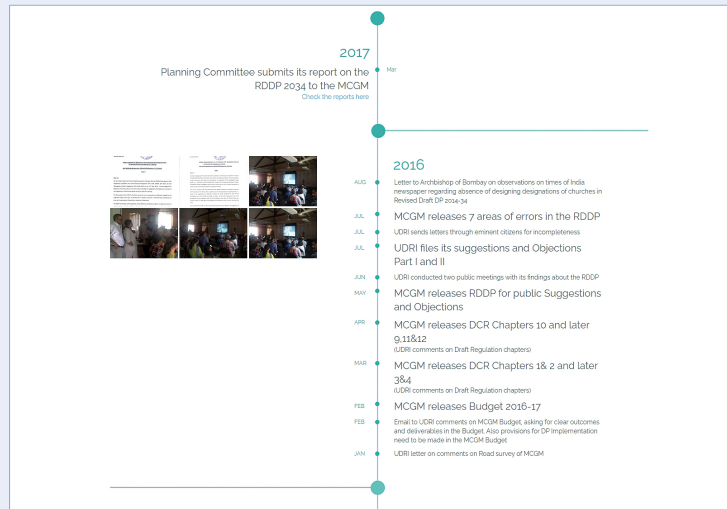 2017
Planning Committee submits its report on the
RDDP 2034 to the MCGM
Check the reports here
Mar
2016
AUG
Letter to Archbishop of Bombay on observations on times of India
newspaper regarding absence of designing designations of churches in
Revised Draft DP 2014-34
JUL
MCGM releases 7 areas of errors in the RDDP
JUL
UDRI sends letters through eminent citizens for incompleteness
JUL
UDRI files its suggestions and Objections
Part I and II
JUN
UDRI conducted two public meetings with its findings about the RDDP
MAY
MCGM releases RDDP for public Suggestions
and Objections
APR
MCGM releases DCR Chapters 10 and later
9,11&12
(UDRI comments on Draft Regulation chapters)
MAR
MCGM releases DCR Chapters 1& 2 and later
3&4
(UDRI comments on Draft Regulation chapters)
FEB
MCGM releases Budget 2016-17
FEB
Email to UDRI comments on MCGM Budget, asking for clear outcomes
and deliverables in the Budget. Also provisions for DP Implementation
need to be made in the MCGM Budget
JAN
UDRI letter on comments on Road survey of MCGM